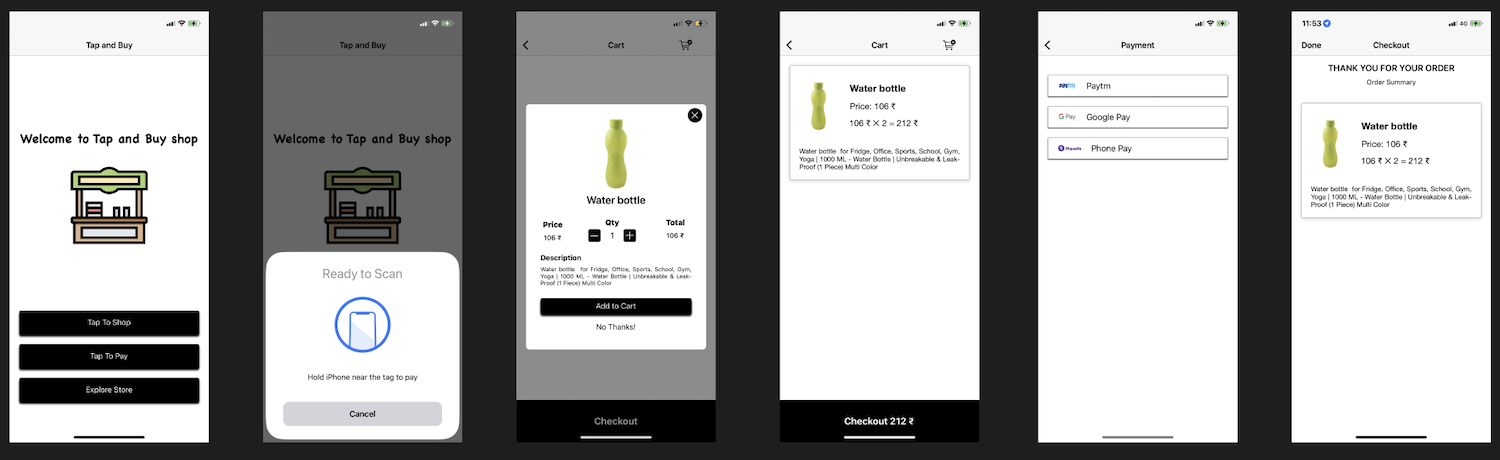 Tap and Buy
Welcome to Tap and Buy shop
Tap To Shop
Tap To Pay
Explore Store
Tap and Buy
Welcome to Tap and Buy shop
Ready to Scan
Hold iPhone near the tag to pay
Cancel
Cart
Water bottle
Price Qty Total
106 ₹ 1 106 ₹
Description
Water bottle for Fridge, Office, Sports, School, Gym,
Yoga | 1000 ML - Water Bottle | Unbreakable & Leak-
Proof (1 Piece) Multi Color
Add to Cart
No Thanks!
Checkout
Cart
Water bottle
Price: 106 ₹
106 ₹ X 2 = 212 ₹
Water bottle for Fridge, Office, Sports, School, Gym,
Yoga | 1000 ML - Water Bottle | Unbreakable & Leak-
Proof (1 Piece) Multi Color
Checkout 212 ₹
Payment
Paytm
Paytm
G Pay Google Pay
PhonePe Phone Pay
11:53 4G
Done Checkout
THANK YOU FOR YOUR ORDER
Order Summary
Water bottle
Price: 106 ₹
106 ₹ X 2 = 212 ₹
Water bottle for Fridge, Office, Sports, School, Gym,
Yoga | 1000 ML - Water Bottle | Unbreakable & Leak-
Proof (1 Piece) Multi Color